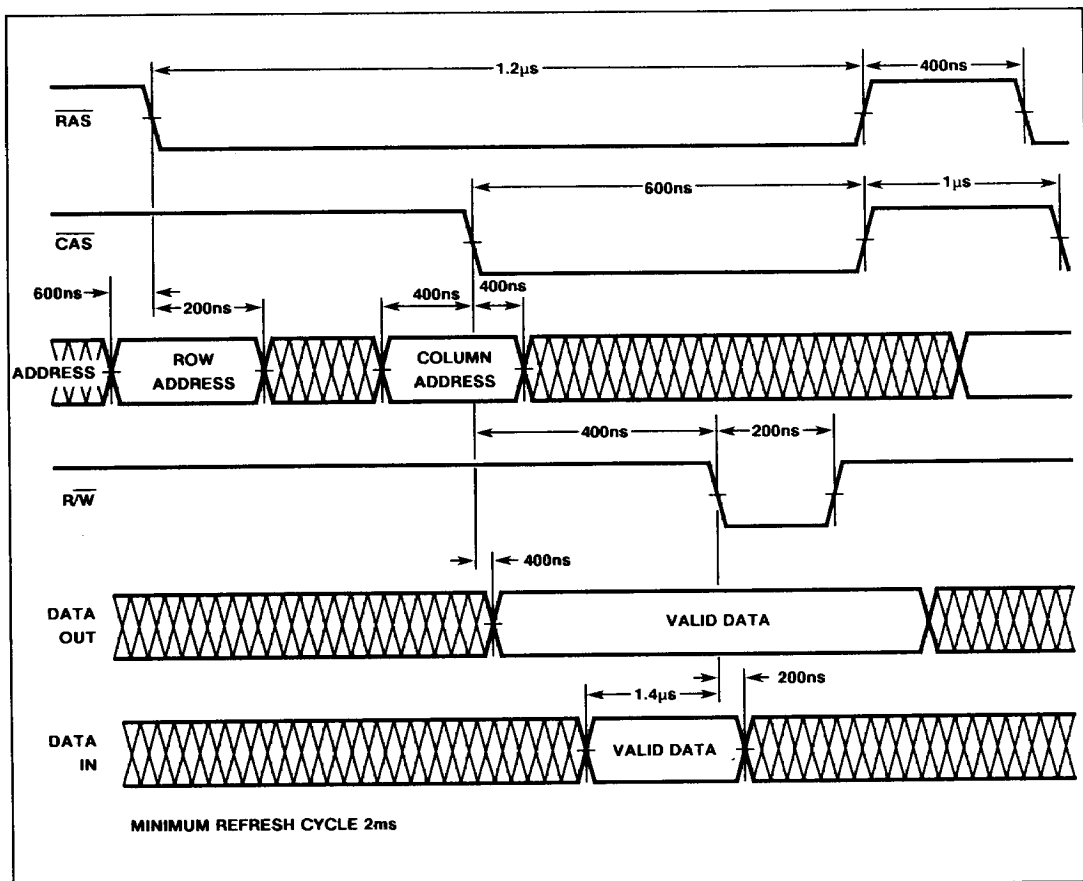 1.2µs
400ns
RAS
600ns
1µs
CAS
600ns
200ns
400ns
400ns
ADDRESS
ROW
ADDRESS
COLUMN
ADDRESS
400ns
200ns
R/W
400ns
DATA
OUT
VALID DATA
1.4µs
200ns
DATA
IN
VALID DATA
MINIMUM REFRESH CYCLE 2ms